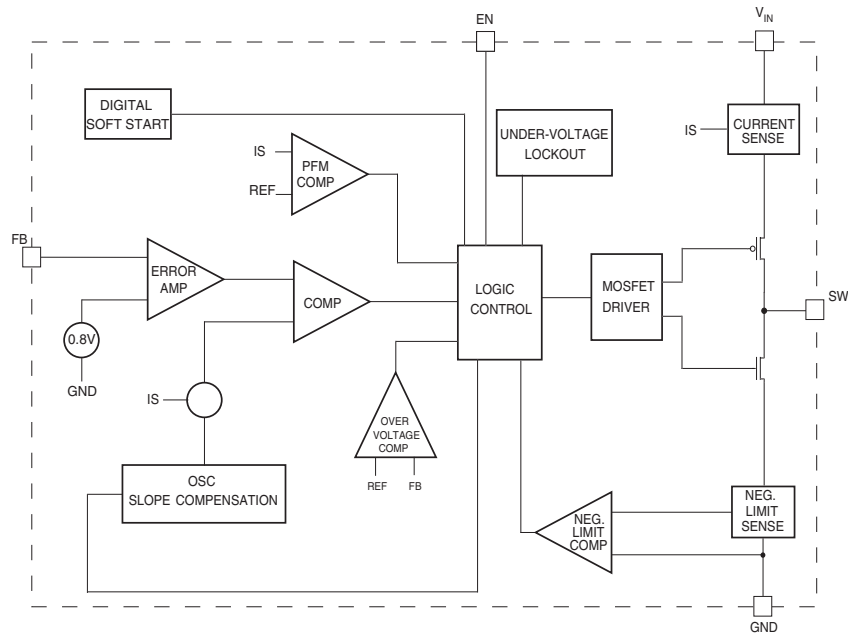 EN
VIN
DIGITAL
SOFT START
UNDER-VOLTAGE
LOCKOUT
IS
CURRENT
SENSE
IS
REF
PFM
COMP
FB
ERROR
AMP
COMP
LOGIC
CONTROL
MOSFET
DRIVER
SW
0.8V
GND
IS
OVER
VOLTAGE
COMP
REF
FB
OSC
SLOPE COMPENSATION
NEG.
LIMIT
COMP
NEG.
LIMIT
SENSE
GND